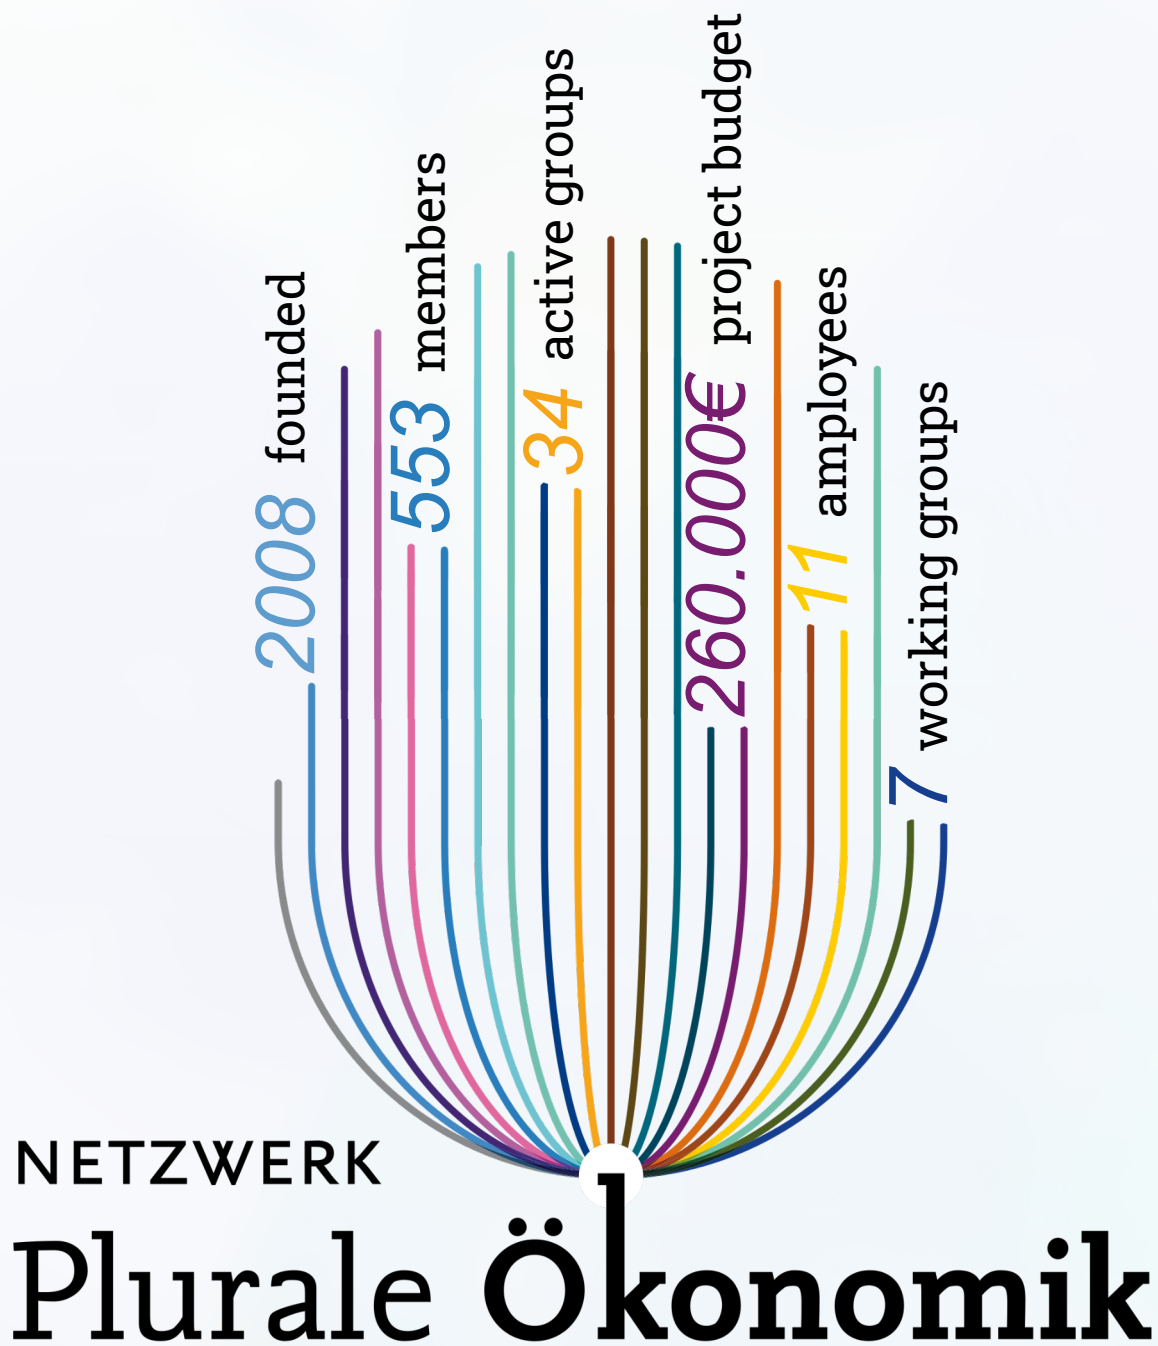 2008 founded
553 members
34 active groups
260.000€ project budget
11 amployees
7 working groups
NETZWERK
Plurale Ökonomik